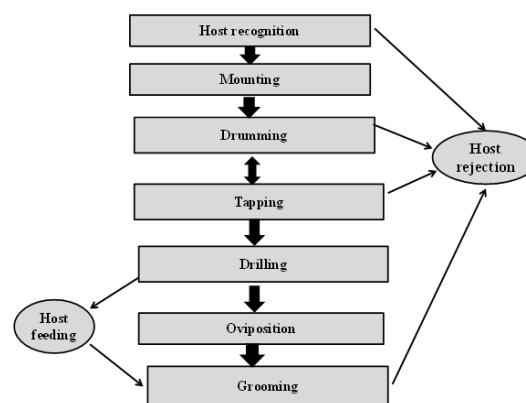 Host recognition
Mounting
Drumming
Host
rejection
Tapping
Drilling
Host
feeding
Oviposition
Grooming